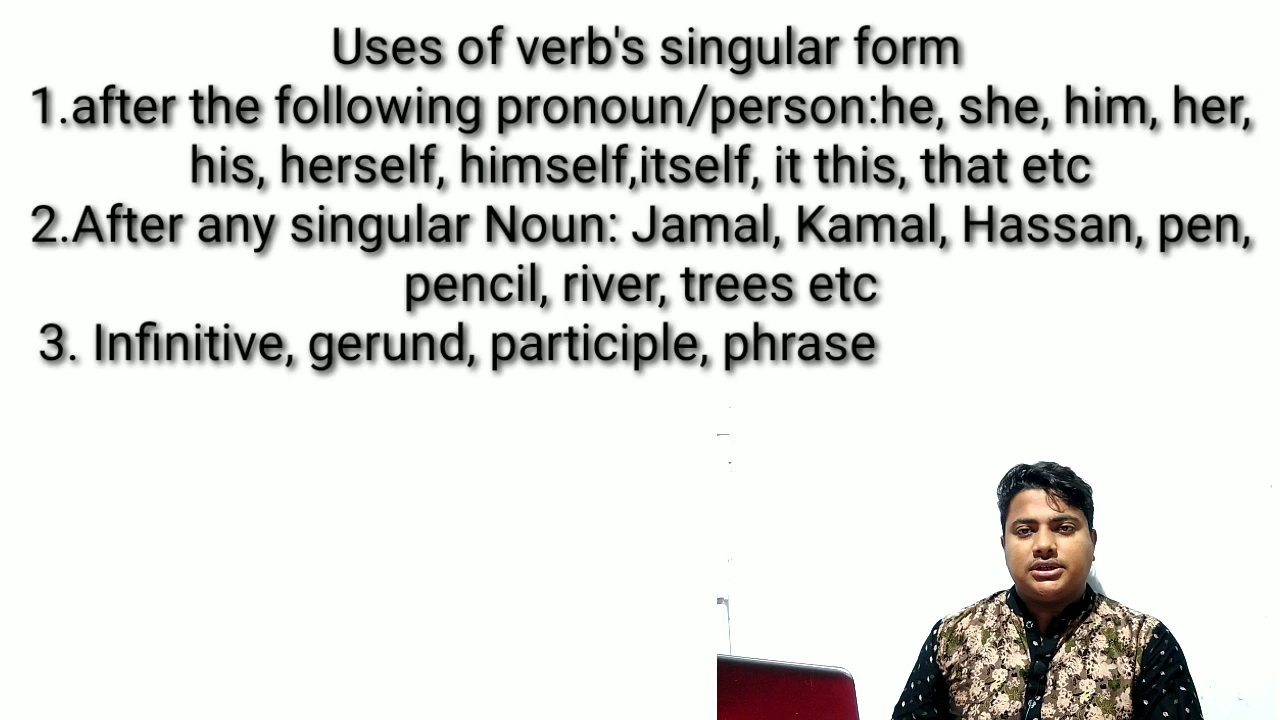 Uses of verb's singular form
1.after the following pronoun/person:he, she, him, her,
his, herself, himself,itself, it this, that etc
2.After any singular Noun: Jamal, Kamal, Hassan, pen,
pencil, river, trees etc
3. Infinitive, gerund, participle, phrase